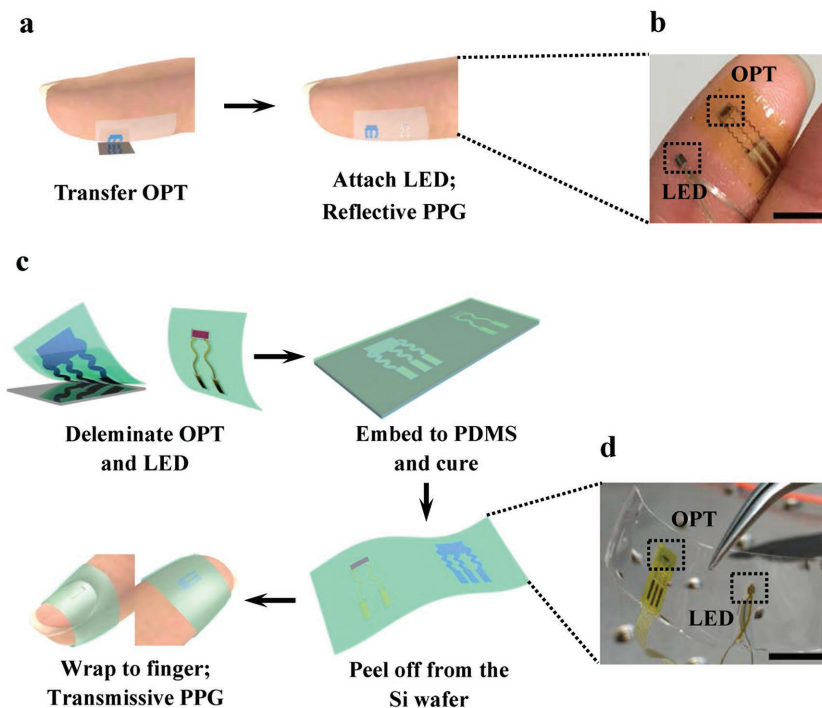 a
Transfer OPT
Attach LED;
Reflective PPG
b
OPT
LED
c
Deleminate OPT
and LED
Embed to PDMS
and cure
d
OPT
LED
Wrap to finger;
Transmissive PPG
Peel off from the
Si wafer